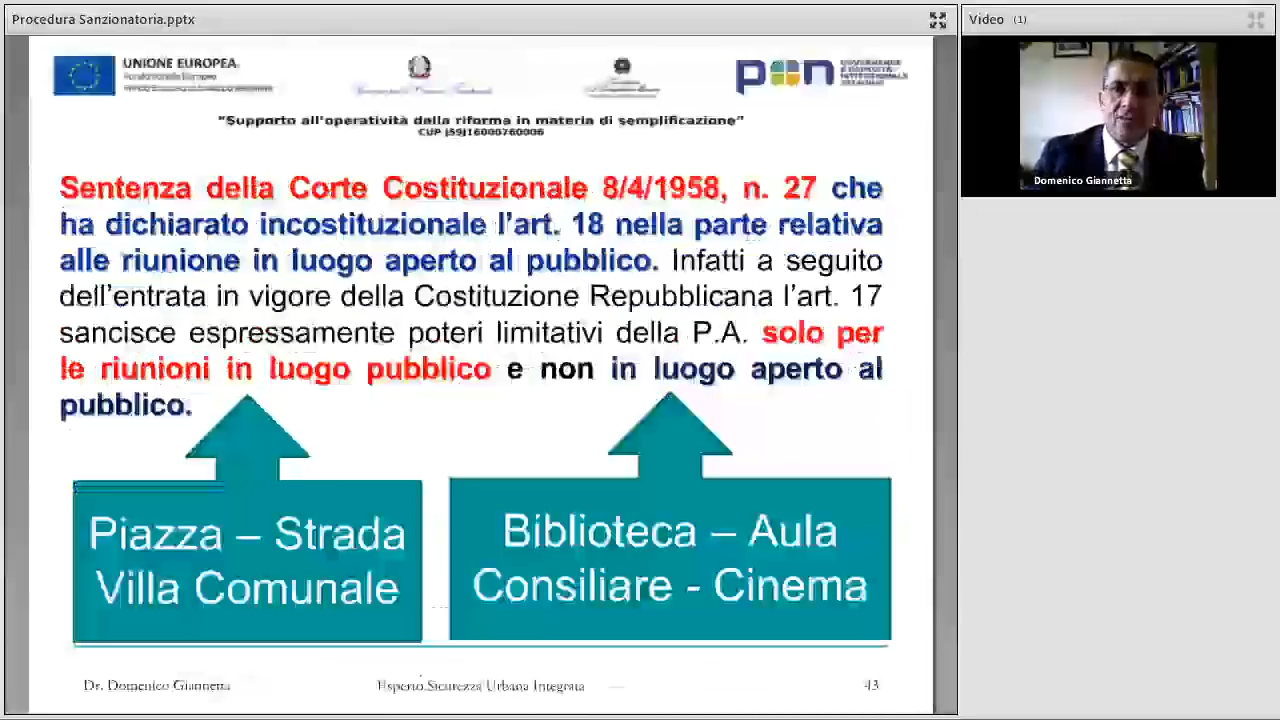 Procedura Sanzionatoria.pptx
Video (1)
UNIONE EUROPEA
pon
"Supporto all'operatività della riforma in materia di semplificazione"
CUP J59J16000760006
Domenico Giannetta
Sentenza della Corte Costituzionale 8/4/1958, n. 27 che
ha dichiarato incostituzionale l'art. 18 nella parte relativa
alle riunione in luogo aperto al pubblico. Infatti a seguito
dell'entrata in vigore della Costituzione Repubblicana l'art. 17
sancisce espressamente poteri limitativi della P.A. solo per
le riunioni in luogo pubblico e non in luogo aperto al
pubblico.
Piazza – Strada
Villa Comunale
Biblioteca – Aula
Consiliare - Cinema
Dr. Domenico Giannetta
Esperto Sicurezza Urbana Integrata
43